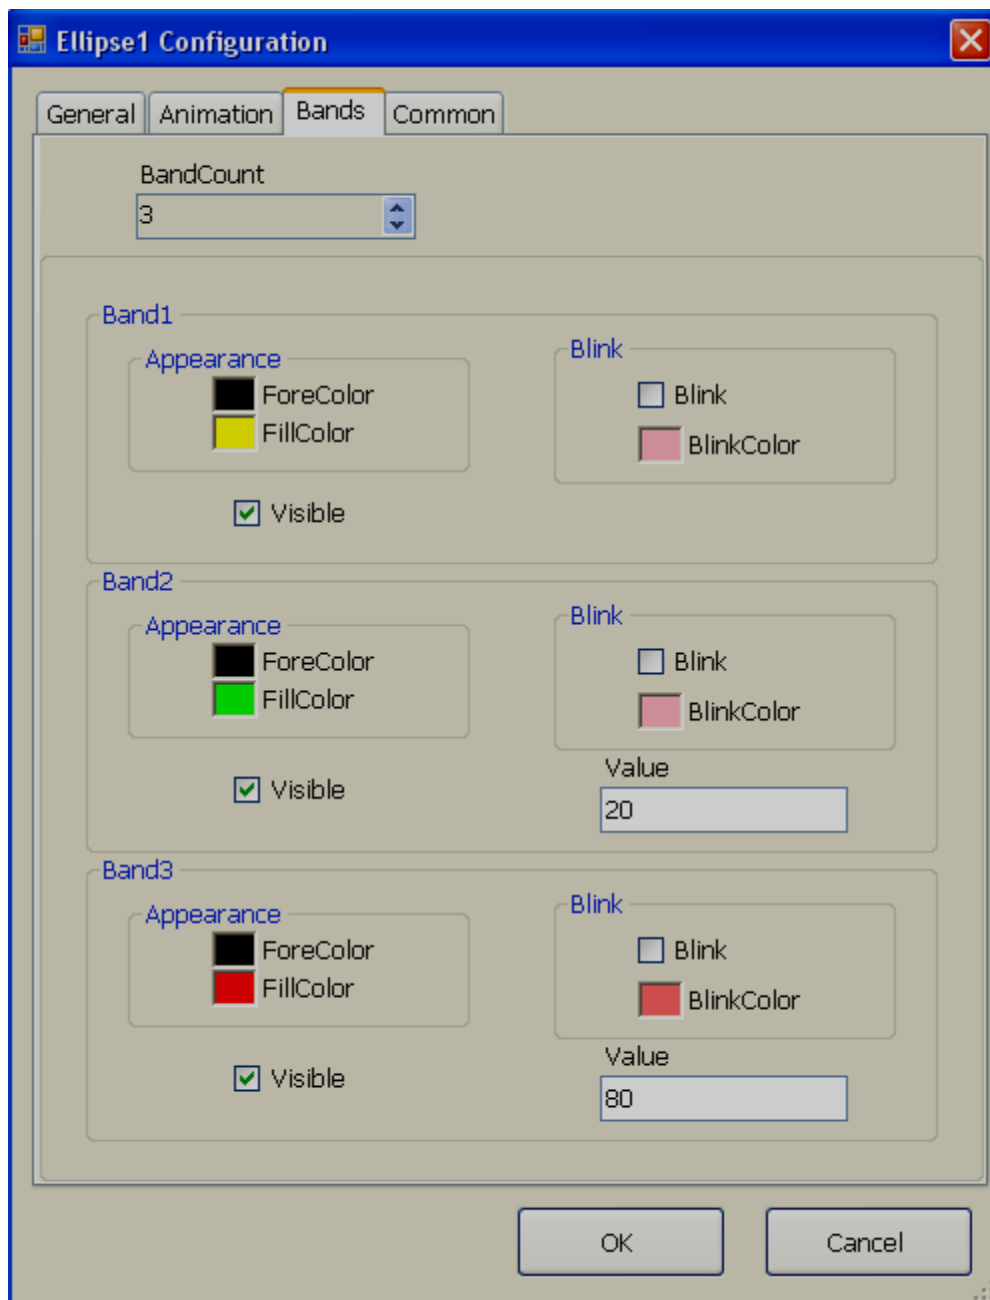 Ellipse1 Configuration
General Animation Bands Common
BandCount
3
Band1
Appearance
ForeColor
FillColor
Visible
Blink
Blink
BlinkColor
Band2
Appearance
ForeColor
FillColor
Visible
Blink
Blink
BlinkColor
Value
20
Band3
Appearance
ForeColor
FillColor
Visible
Blink
Blink
BlinkColor
Value
80
OK Cancel